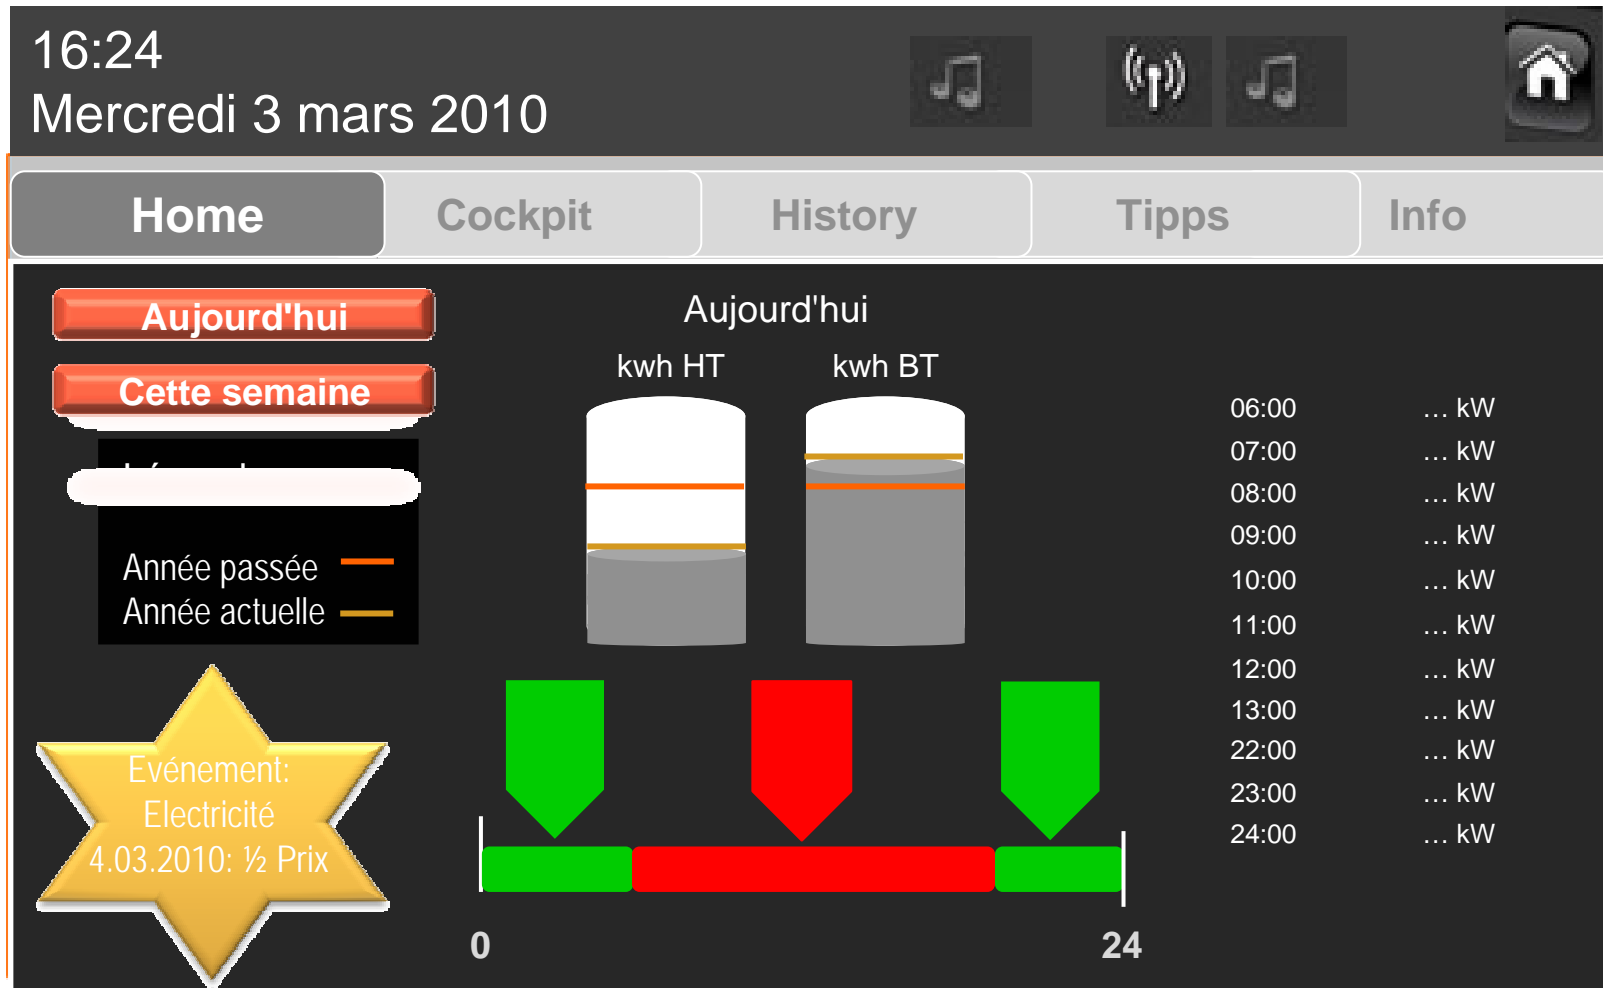 16:24
Mercredi 3 mars 2010
Home
Cockpit
History
Tipps
Info
Aujourd'hui
Cette semaine
Année passée
Année actuelle
Evénement:
Electricité
4.03.2010: ½ Prix
Aujourd'hui
kwh HT
kwh BT
0
24
06:00 … kW
07:00 … kW
08:00 … kW
09:00 … kW
10:00 … kW
11:00 … kW
12:00 … kW
13:00 … kW
22:00 … kW
23:00 … kW
24:00 … kW